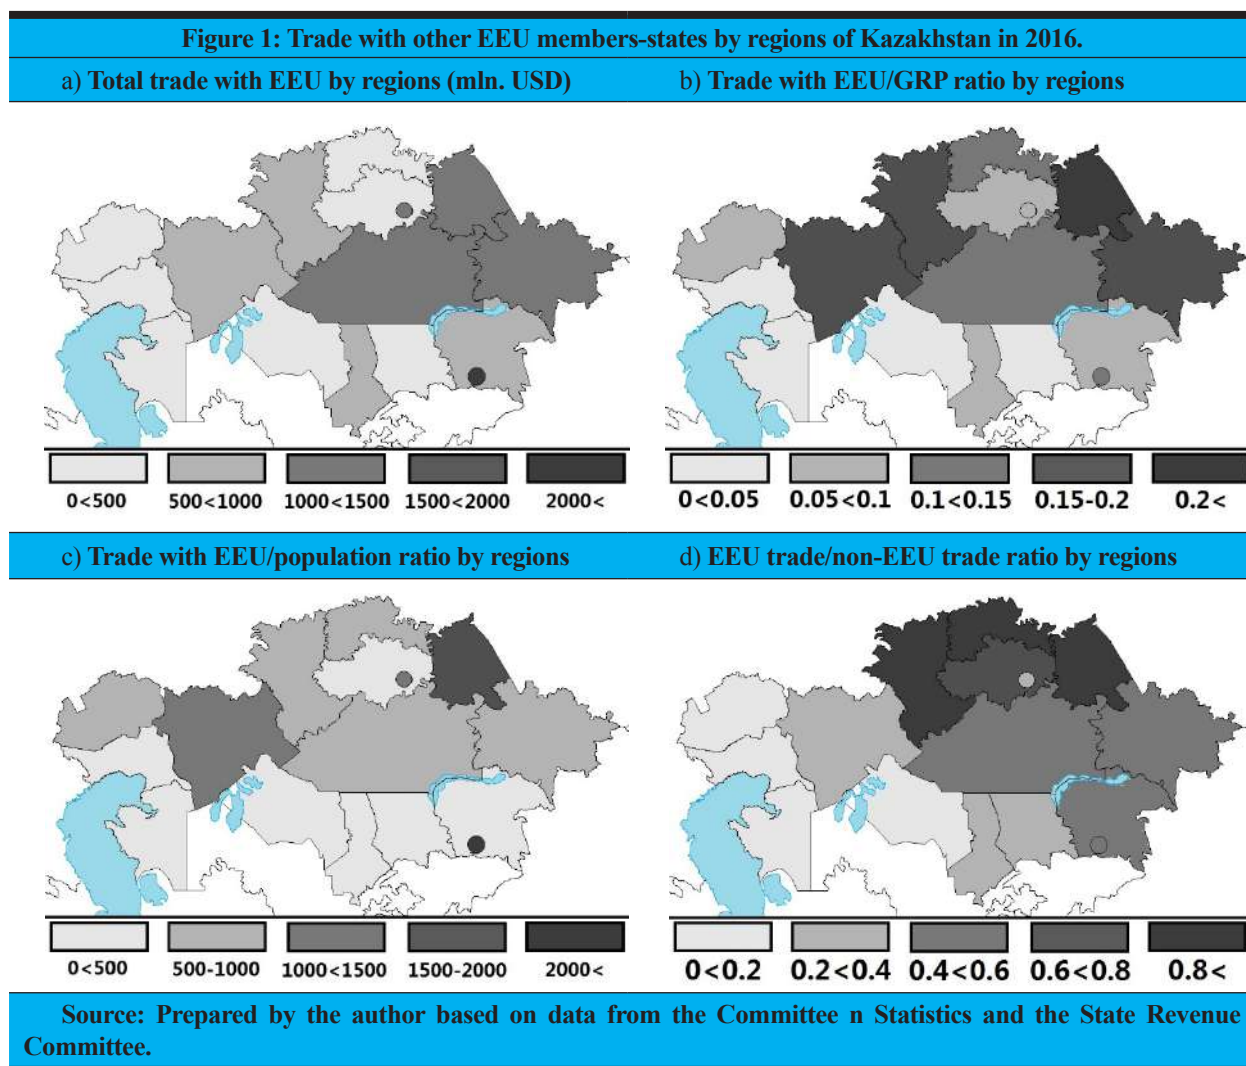 Figure 1: Trade with other EEU members-states by regions of Kazakhstan in 2016.
a) Total trade with EEU by regions (mln. USD)
b) Trade with EEU/GRP ratio by regions
0<500 500<1000 1000<1500 1500<2000 2000<
0<0.05 0.05<0.1 0.1<0.15 0.15-0.2 0.2<
c) Trade with EEU/population ratio by regions
d) EEU trade/non-EEU trade ratio by regions
0<500 500-1000 1000<1500 1500-2000 2000<
0<0.2 0.2<0.4 0.4<0.6 0.6<0.8 0.8<
Source: Prepared by the author based on data from the Committee n Statistics and the State Revenue
Committee.